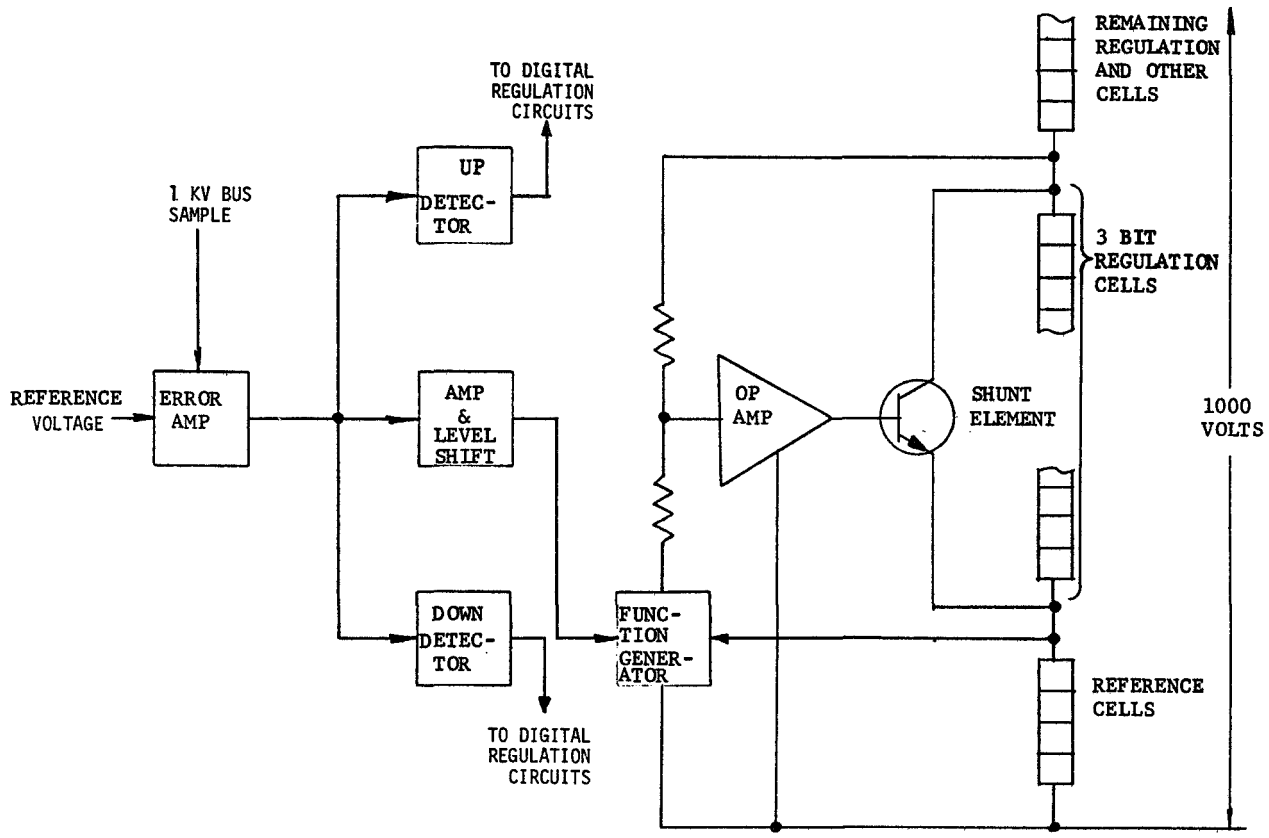 REMAINING
REGULATION
AND OTHER
CELLS
TO DIGITAL
REGULATION
CIRCUITS
UP
DETEC-
TOR
1 KV BUS
SAMPLE
3 BIT
REGULATION
CELLS
REFERENCE
VOLTAGE
ERROR
AMP
AMP
&
LEVEL
SHIFT
OP
AMP
SHUNT
ELEMENT
1000
VOLTS
DOWN
DETEC-
TOR
FUNC-
TION
GENER-
ATOR
REFERENCE
CELLS
TO DIGITAL
REGULATION
CIRCUITS